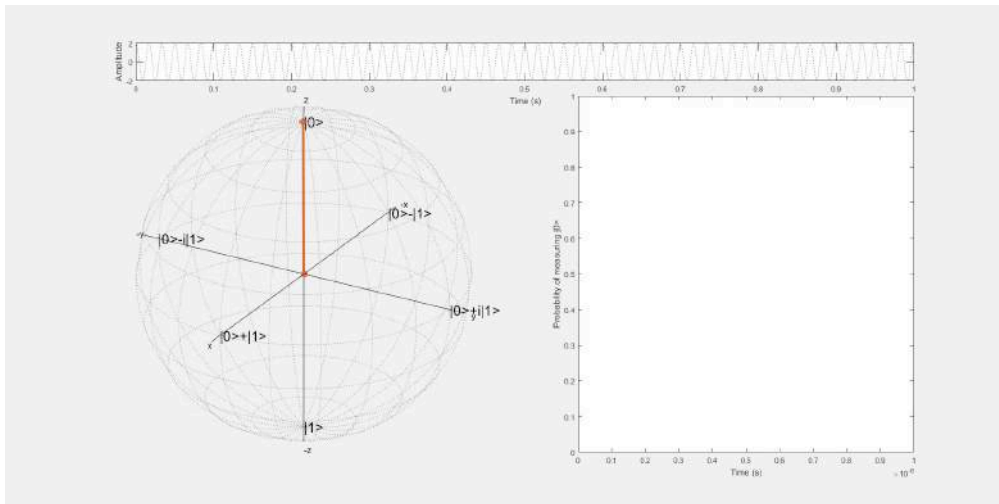 Amplitude
2
0
-2
0 0.1 0.2 0.3 0.4 0.5 0.6 0.7 0.8 0.9 1
Time (s)
z
|0>
-x
|0>-|1>
-y
|0>-i|1>
|0>+i|1>
y
|0>+|1>
x
|1>
-z
Probability of measuring |0>
1
0.9
0.8
0.7
0.6
0.5
0.4
0.3
0.2
0.1
0
0 0.1 0.2 0.3 0.4 0.5 0.6 0.7 0.8 0.9 1
Time (s)